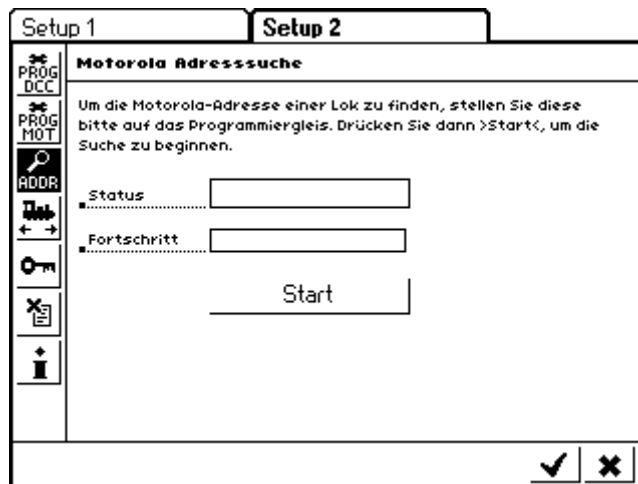 Setup 1
Setup 2
PROG
DCC
PROG
MOT
ADDR
Motorola Adresssuche
Um die Motorola-Adresse einer Lok zu finden, stellen Sie diese
bitte auf das Programmiergleis. Drücken Sie dann >Start<, um die
Suche zu beginnen.
Status
Fortschritt
Start